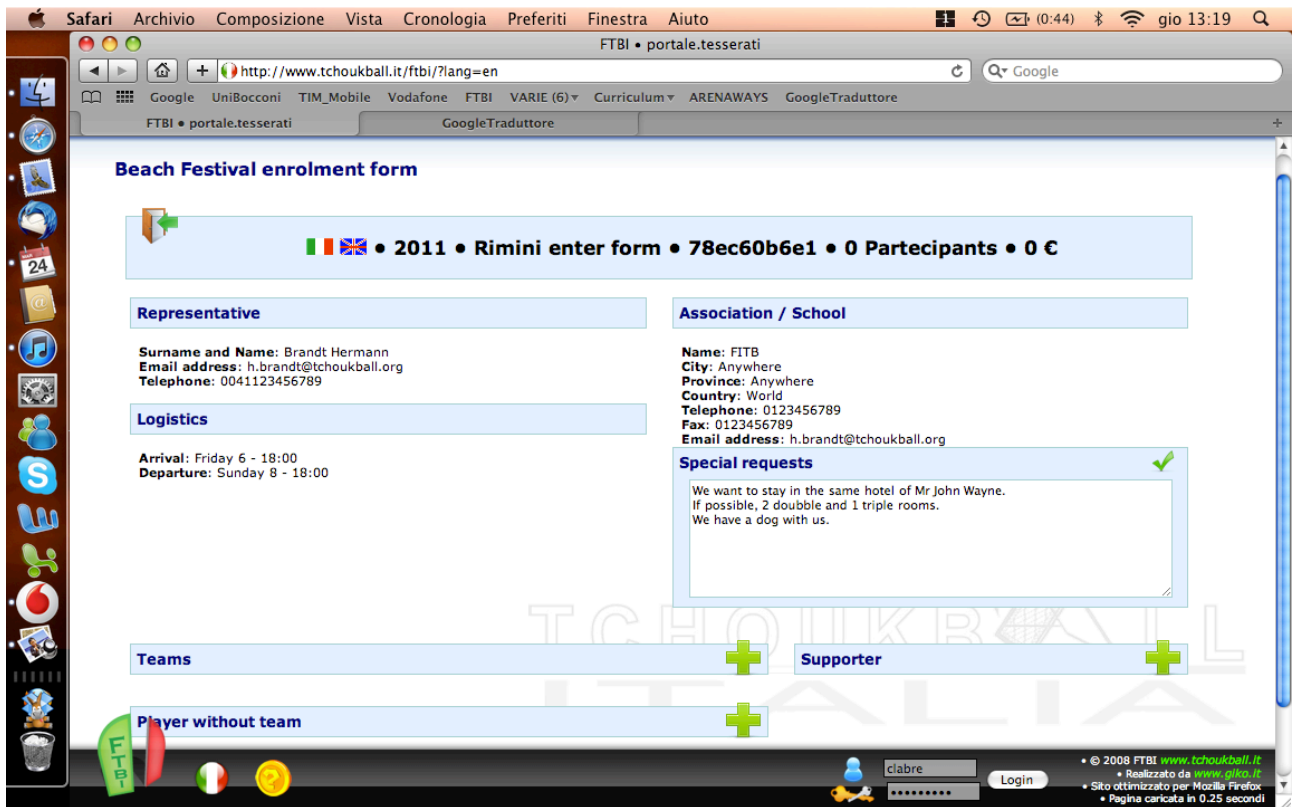 Safari Archivio Composizione Vista Cronologia Preferiti Finestra Aiuto 1 (0:44) gio 13:19
FTBI • portale.tesserati
http://www.tchoukball.it/ftbi/?lang=en Google
Google UniBocconi TIM_Mobile Vodafone FTBI VARIE (6) Curriculum ARENAWAYS GoogleTraduttore
FTBI • portale.tesserati GoogleTraduttore
Beach Festival enrolment form
• 2011 • Rimini enter form • 78ec60b6e1 • 0 Partecipants • 0 €
Representative
Surname and Name: Brandt Hermann
Email address: h.brandt@tchoukball.org
Telephone: 0041123456789
Logistics
Arrival: Friday 6 - 18:00
Departure: Sunday 8 - 18:00
Association / School
Name: FITB
City: Anywhere
Province: Anywhere
Country: World
Telephone: 0123456789
Fax: 0123456789
Email address: h.brandt@tchoukball.org
Special requests
We want to stay in the same hotel of Mr John Wayne.
If possible, 2 doubble and 1 triple rooms.
We have a dog with us.
TCHOUKBALL
ITALIA
Teams
Supporter
Player without team
FTBI
clabre
•••••••••
Login
• © 2008 FTBI www.tchoukball.it
• Realizzato da www.glko.it
• Sito ottimizzato per Mozilla Firefox
• Pagina caricata in 0.25 secondi
24